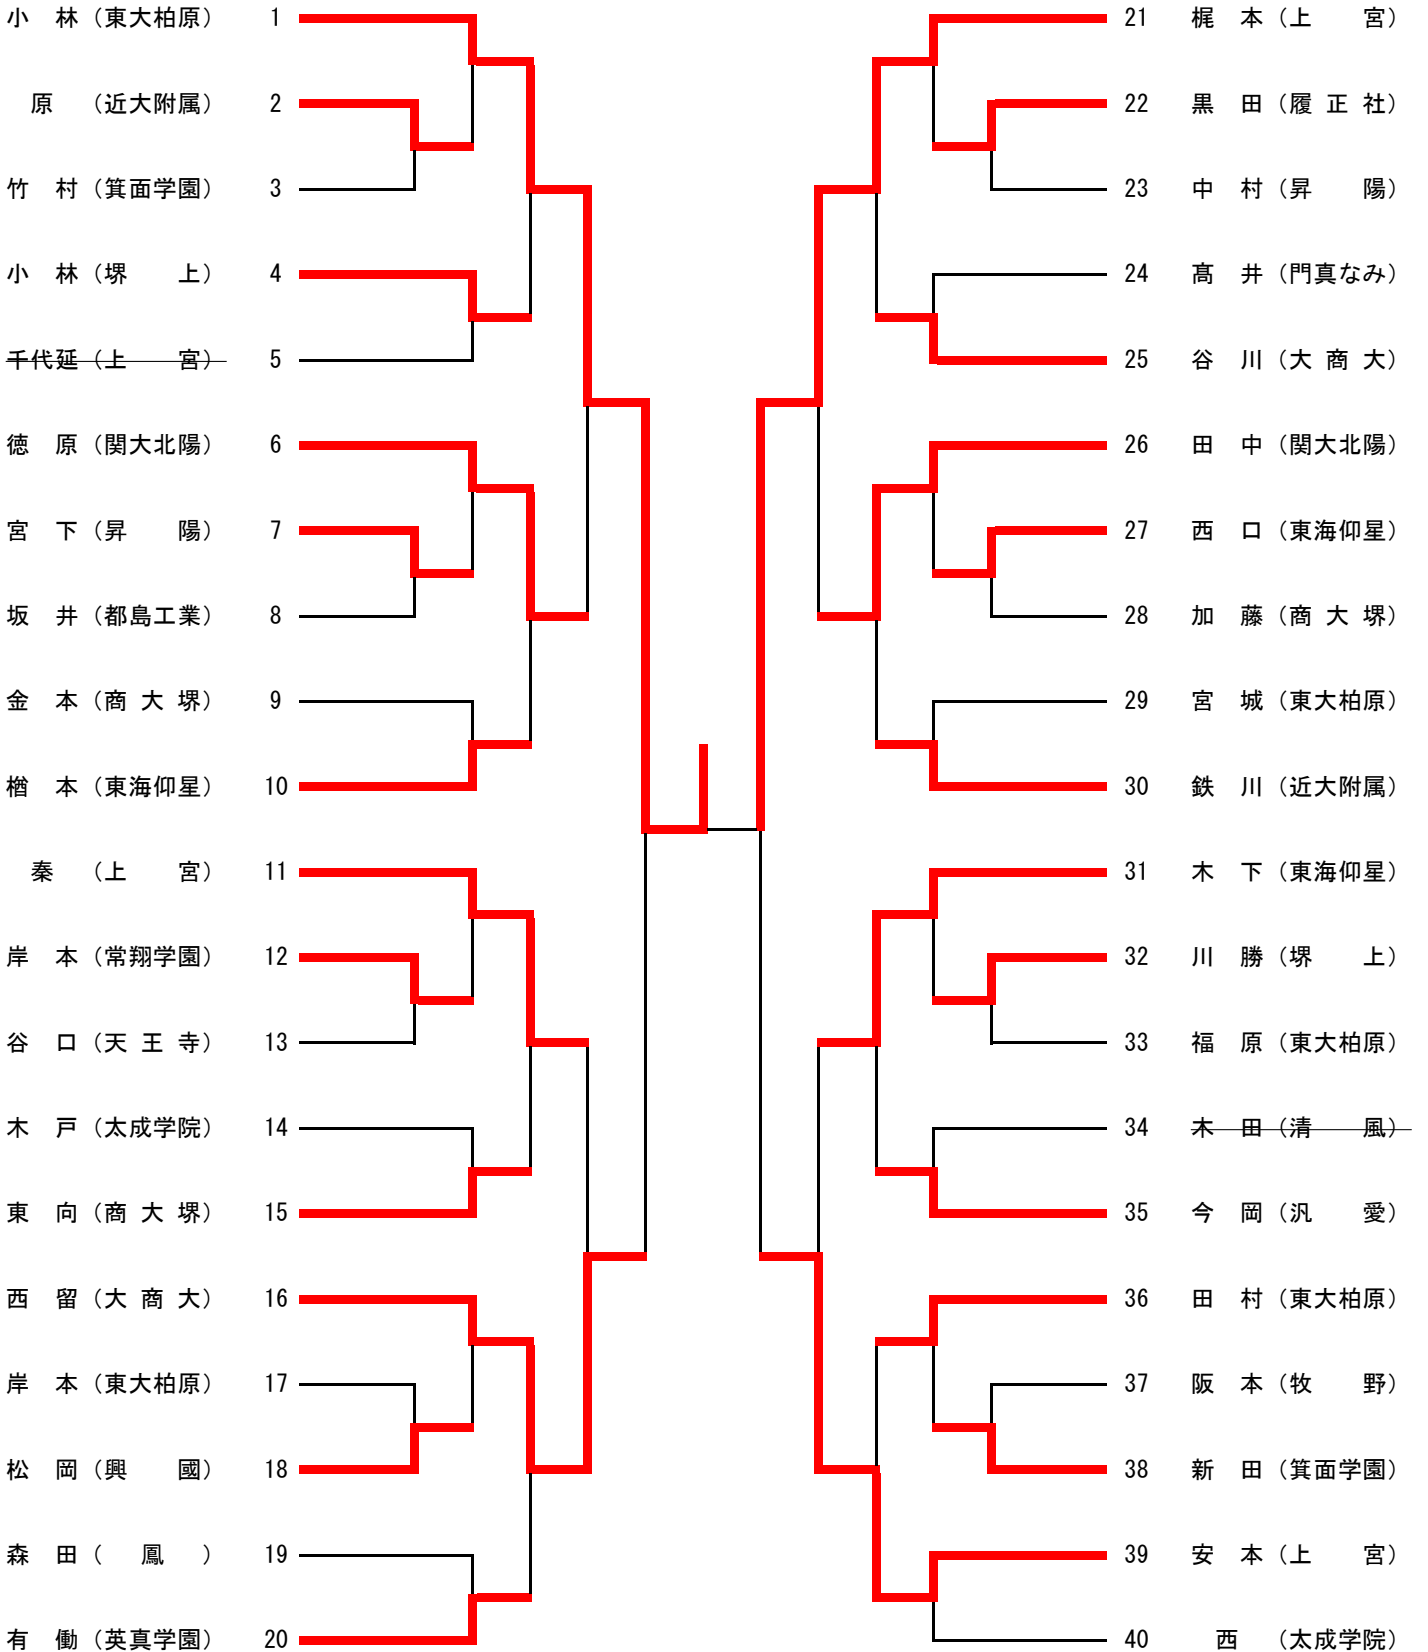 小　林（東大柏原） 1
原　（近大附属） 2
竹　村（箕面学園） 3
小　林（堺　　上） 4
千代延（上　　宮） 5
徳　原（関大北陽） 6
宮　下（昇　　陽） 7
坂　井（都島工業） 8
金　本（商 大 堺） 9
楢　本（東海仰星） 10
秦　（上　　宮） 11
岸　本（常翔学園） 12
谷　口（天 王 寺） 13
木　戸（太成学院） 14
東　向（商 大 堺） 15
西　留（大 商 大） 16
岸　本（東大柏原） 17
松　岡（興　　國） 18
森　田（　鳳　） 19
有　働（英真学園） 20
21 梶　本（上　　宮）
22 黒　田（履 正 社）
23 中　村（昇　　陽）
24 髙　井（門真なみ）
25 谷　川（大 商 大）
26 田　中（関大北陽）
27 西　口（東海仰星）
28 加　藤（商 大 堺）
29 宮　城（東大柏原）
30 鉄　川（近大附属）
31 木　下（東海仰星）
32 川　勝（堺　　上）
33 福　原（東大柏原）
34 木　田（清　　風）
35 今　岡（汎　　愛）
36 田　村（東大柏原）
37 阪　本（牧　　野）
38 新　田（箕面学園）
39 安　本（上　　宮）
40 西　（太成学院）